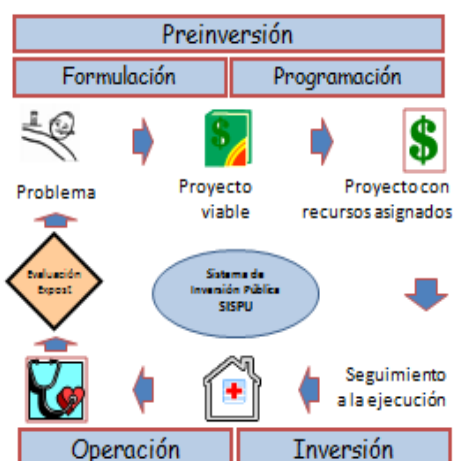 Preinversión
Formulación
Programación
$
$
Problema
Proyecto
viable
Proyecto con
recursos asignados
Evaluación
Expost
Sistema de
Inversión Pública
SISPU
Seguimiento
a la ejecución
Operación
Inversión